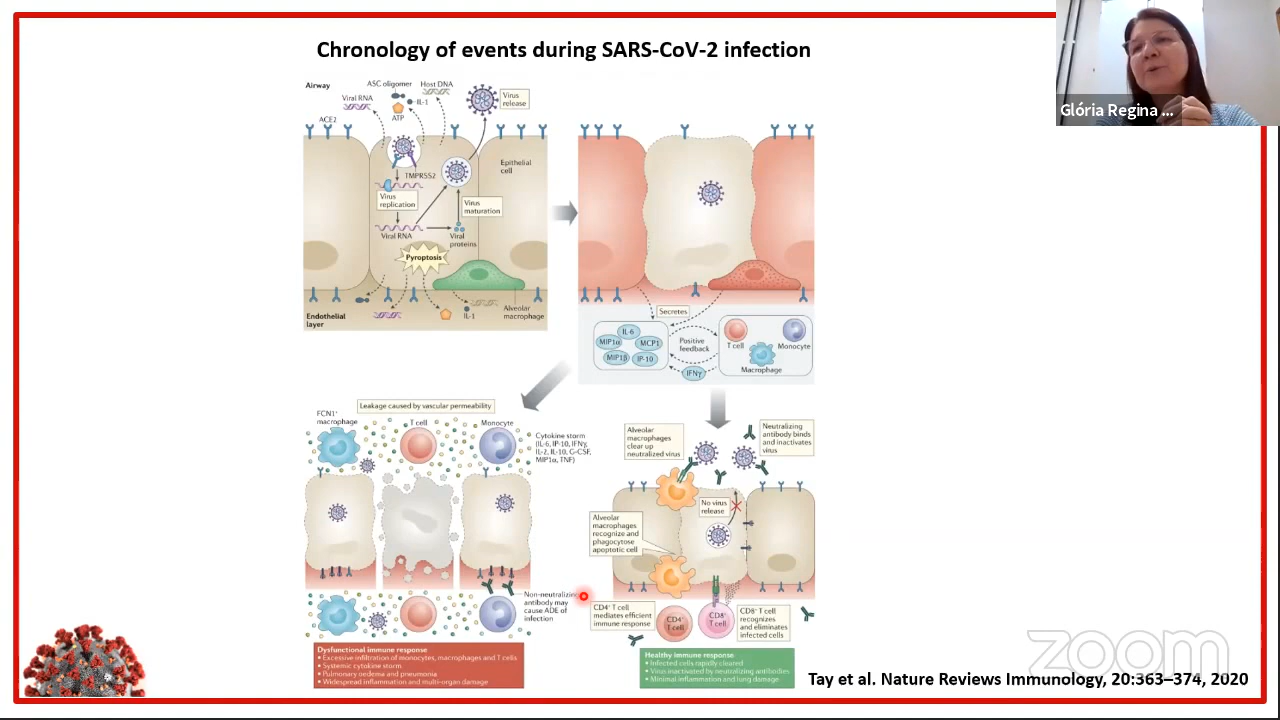 Chronology of events during SARS-CoV-2 infection
Glória Regina ...
Airway
ASC oligomer
Host DNA
Viral RNA
IL-1
ATP
Virus
release
ACE2
TMPRSS2
Epithelial
cell
Virus
replication
Virus
maturation
Viral RNA
Viral
proteins
Pyroptosis
Endothelial
layer
IL-1
Alveolar
macrophage
Secretes
IL-6
MIP1α
MCP1
MIP1β
IP-10
Positive
feedback
IFNγ
T cell
Monocyte
Macrophage
Leakage caused by vascular permeability
FCN1+
macrophage
T cell
Monocyte
Cytokine storm
(IL-6, IP-10, IFNγ,
IL-2, IL-10, G-CSF,
MIP1α, TNF)
Non-neutralizing
antibody may
cause ADE of
infection
Dysfunctional immune response
• Excessive infiltration of monocytes, macrophages and T cells
• Systemic cytokine storm
• Pulmonary oedema and pneumonia
• Widespread inflammation and multi-organ damage
Alveolar
macrophages
clear up
neutralized virus
Neutralizing
antibody binds
and inactivates
virus
No virus
release
Alveolar
macrophages
recognize and
phagocytose
apoptotic cell
CD4+ T cell
mediates efficient
immune response
CD4+
T cell
CD8+
T cell
CD8+ T cell
recognizes
and eliminates
infected cells
Healthy immune response
• Infected cells rapidly cleared
• Virus inactivated by neutralizing antibodies
• Minimal inflammation and lung damage
zoom
Tay et al. Nature Reviews Immunology, 20:363–374, 2020